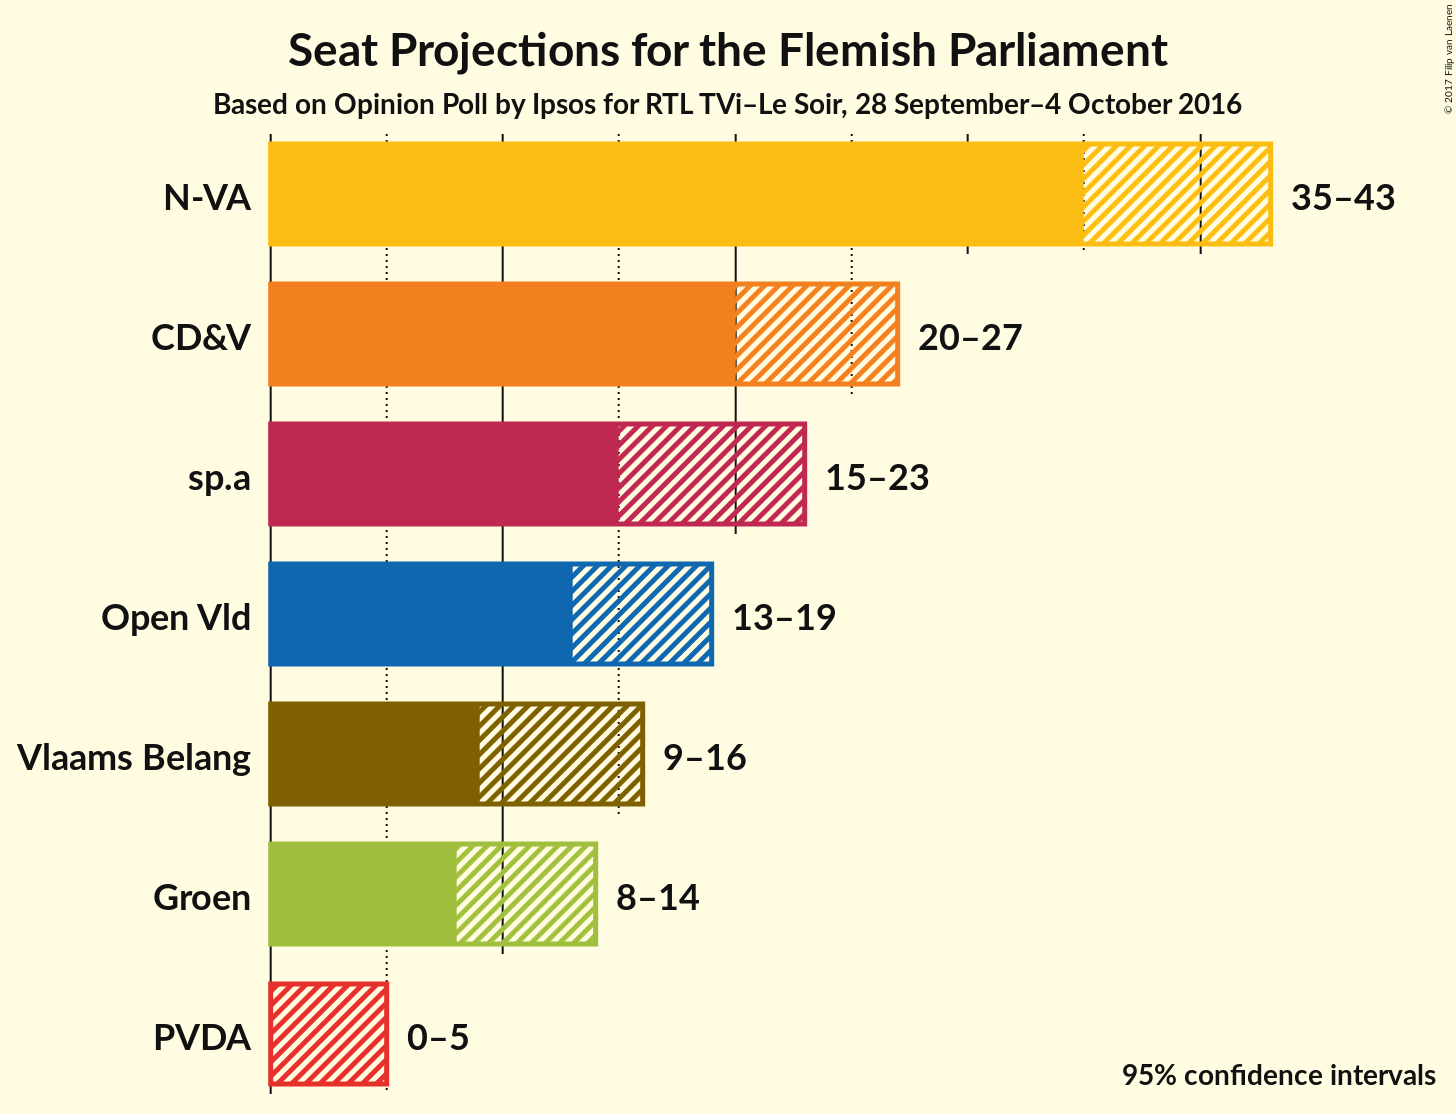 Seat Projections for the Flemish Parliament
Based on Opinion Poll by Ipsos for RTL TVi–Le Soir, 28 September–4 October 2016
© 2017 Filip van Laenen
N-VA 35–43
CD&V 20–27
sp.a 15–23
Open Vld 13–19
Vlaams Belang 9–16
Groen 8–14
PVDA 0–5
95% confidence intervals